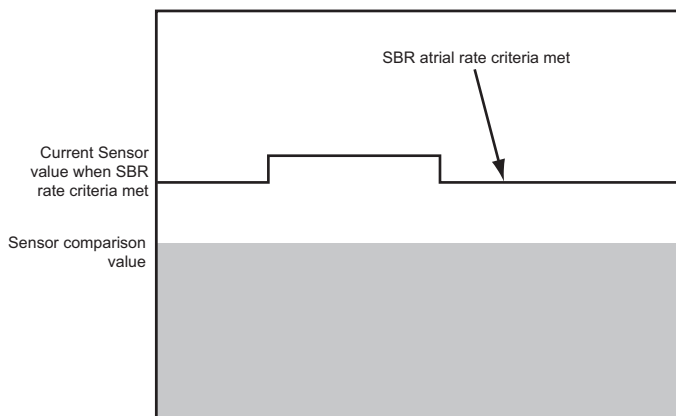 SBR atrial rate criteria met
Current Sensor
value when SBR
rate criteria met
Sensor comparison
value